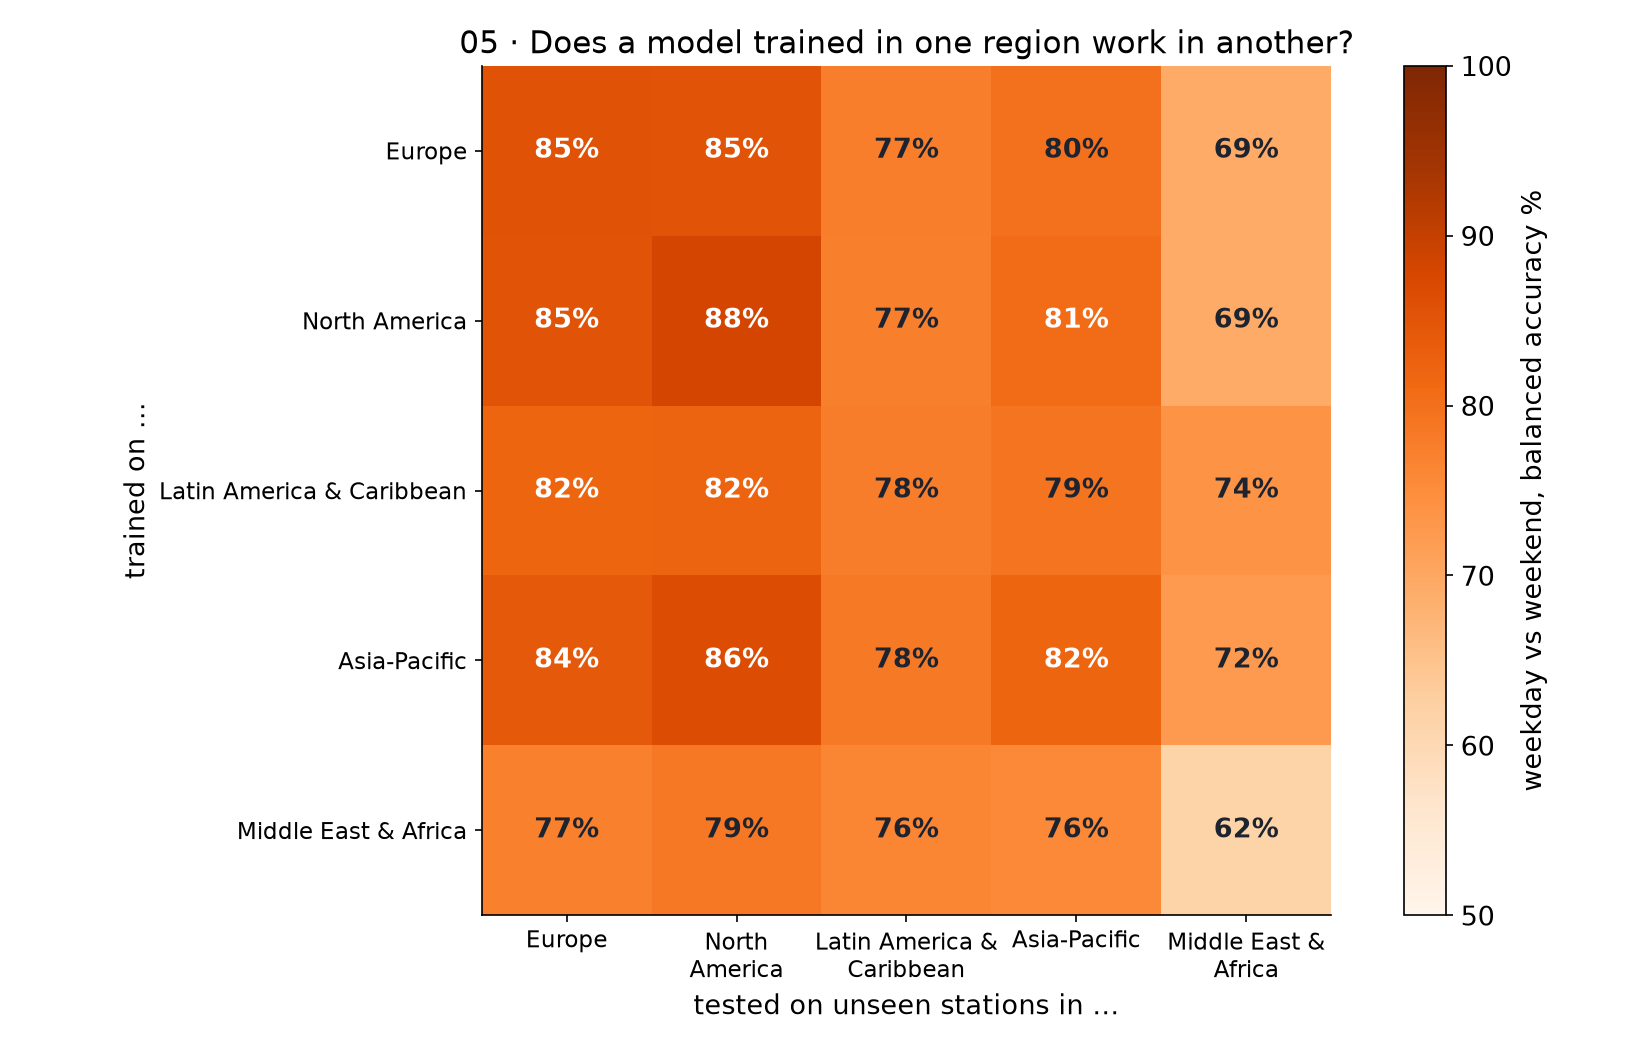 05 · Does a model trained in one region work in another?
trained on ...
Europe
85% 85% 77% 80% 69%
North America
85% 88% 77% 81% 69%
Latin America & Caribbean
82% 82% 78% 79% 74%
Asia-Pacific
84% 86% 78% 82% 72%
Middle East & Africa
77% 79% 76% 76% 62%
Europe
North
America
Latin America &
Caribbean
Asia-Pacific
Middle East &
Africa
tested on unseen stations in ...
100
90
80
70
60
50
weekday vs weekend, balanced accuracy %